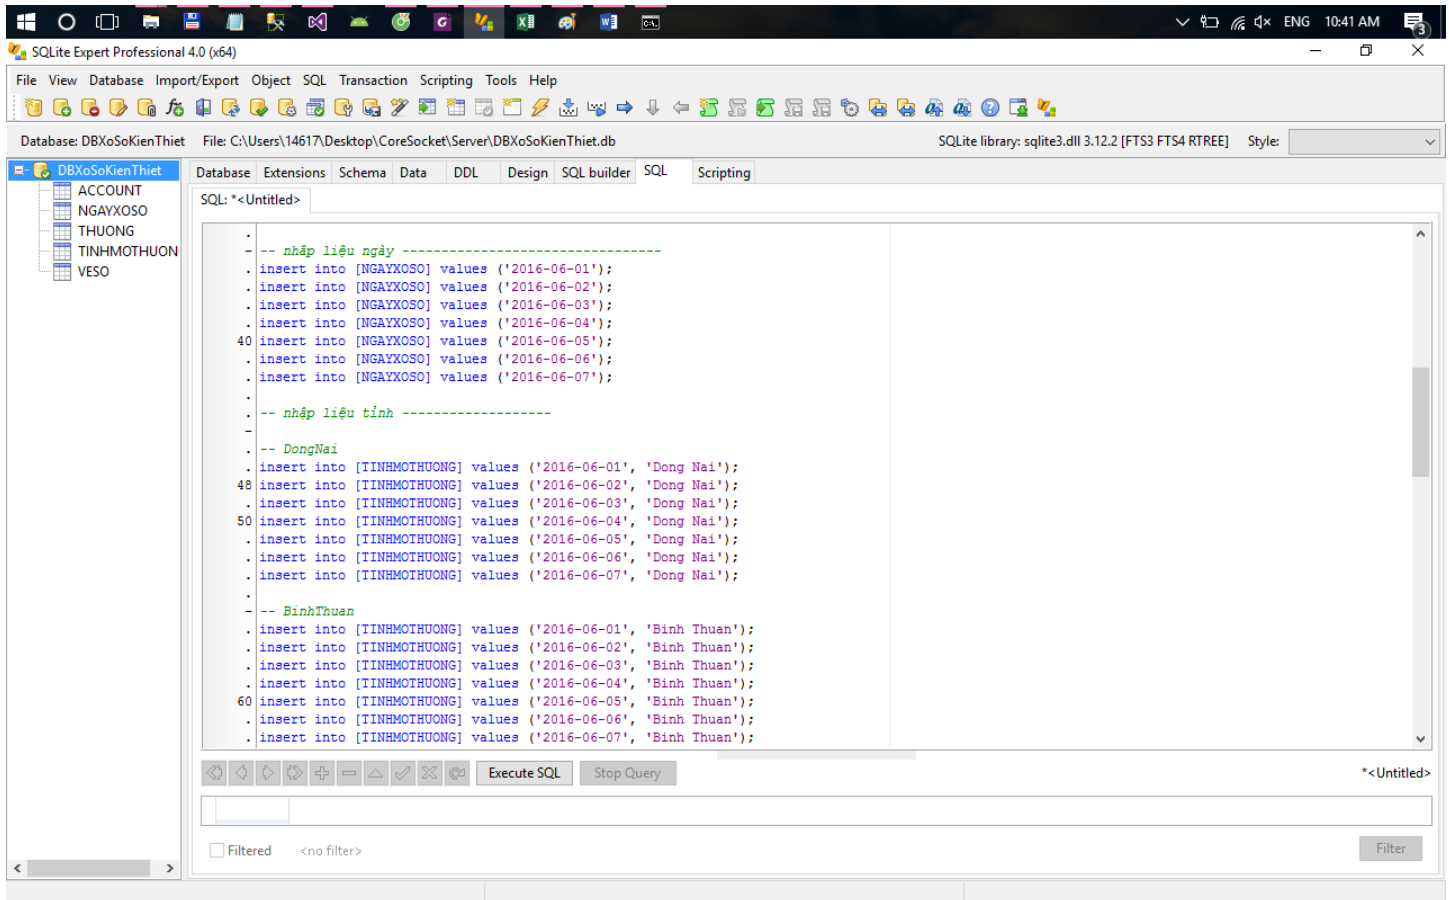 ENG 10:41 AM
3
SQLite Expert Professional 4.0 (x64)
File View Database Import/Export Object SQL Transaction Scripting Tools Help
Database: DBXoSoKienThiet File: C:\Users\14617\Desktop\CoreSocket\Server\DBXoSoKienThiet.db SQLite library: sqlite3.dll 3.12.2 [FTS3 FTS4 RTREE] Style:
DBXoSoKienThiet
ACCOUNT
NGAYXOSO
THUONG
TINHMOTHUON
VESO
Database Extensions Schema Data DDL Design SQL builder SQL Scripting
SQL: *<Untitled>
-- nhâp liệu ngày ---------------------------------
insert into [NGAYXOSO] values ('2016-06-01');
insert into [NGAYXOSO] values ('2016-06-02');
insert into [NGAYXOSO] values ('2016-06-03');
insert into [NGAYXOSO] values ('2016-06-04');
40 insert into [NGAYXOSO] values ('2016-06-05');
insert into [NGAYXOSO] values ('2016-06-06');
insert into [NGAYXOSO] values ('2016-06-07');
-- nhập liệu tỉnh -------------------
-- DongNai
insert into [TINHMOTHUONG] values ('2016-06-01', 'Dong Nai');
48 insert into [TINHMOTHUONG] values ('2016-06-02', 'Dong Nai');
insert into [TINHMOTHUONG] values ('2016-06-03', 'Dong Nai');
50 insert into [TINHMOTHUONG] values ('2016-06-04', 'Dong Nai');
insert into [TINHMOTHUONG] values ('2016-06-05', 'Dong Nai');
insert into [TINHMOTHUONG] values ('2016-06-06', 'Dong Nai');
insert into [TINHMOTHUONG] values ('2016-06-07', 'Dong Nai');
-- BinhThuan
insert into [TINHMOTHUONG] values ('2016-06-01', 'Binh Thuan');
insert into [TINHMOTHUONG] values ('2016-06-02', 'Binh Thuan');
insert into [TINHMOTHUONG] values ('2016-06-03', 'Binh Thuan');
insert into [TINHMOTHUONG] values ('2016-06-04', 'Binh Thuan');
60 insert into [TINHMOTHUONG] values ('2016-06-05', 'Binh Thuan');
insert into [TINHMOTHUONG] values ('2016-06-06', 'Binh Thuan');
insert into [TINHMOTHUONG] values ('2016-06-07', 'Binh Thuan');
Execute SQL Stop Query *<Untitled>
Filtered <no filter> Filter